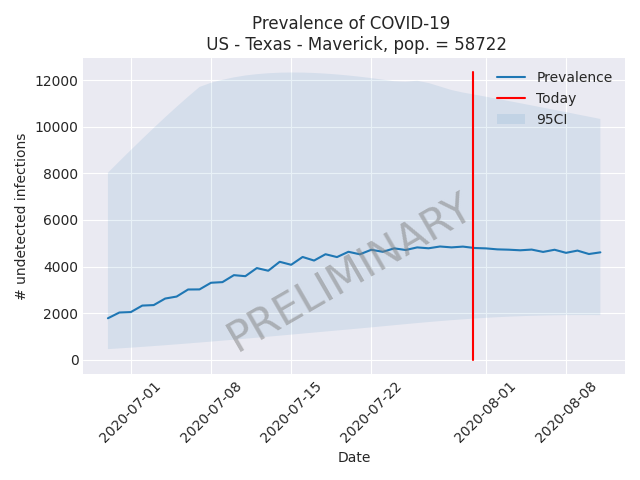 Prevalence of COVID-19
US - Texas - Maverick, pop. = 58722
# undetected infections
12000
10000
8000
6000
4000
2000
0
Prevalence
Today
95CI
PRELIMINARY
2020-07-01
2020-07-08
2020-07-15
2020-07-22
2020-08-01
2020-08-08
Date